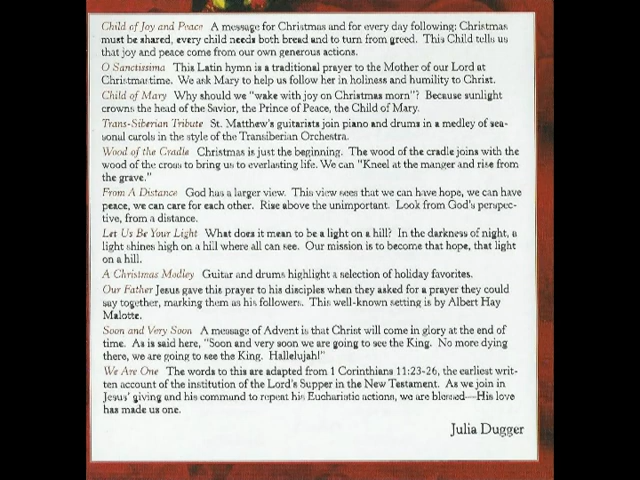 Child of Joy and Peace A message for Christmas and for every day following: Christmas
must be shared, every child needs both bread and to turn from greed. This Child tells us
that joy and peace come from our own generous actions.
O Sanctissima This Latin hymn is a traditional prayer to the Mother of our Lord at
Christmastime. We ask Mary to help us follow her in holiness and humility to Christ.
Child of Mary Why should we "wake with joy on Christmas morn"? Because sunlight
crowns the head of the Savior, the Prince of Peace, the Child of Mary.
Trans-Siberian Tribute St. Matthew's guitarists join piano and drums in a medley of sea-
sonal carols in the style of the Transiberian Orchestra.
Wood of the Cradle Christmas is just the beginning. The wood of the cradle joins with the
wood of the cross to bring us to everlasting life. We can "Kneel at the manger and rise from
the grave."
From A Distance God has a larger view. This view sees that we can have hope, we can have
peace, we can care for each other. Rise above the unimportant. Look from God's perspec-
tive, from a distance.
Let Us Be Your Light What does it mean to be a light on a hill? In the darkness of night, a
light shines high on a hill where all can see. Our mission is to become that hope, that light
on a hill.
A Christmas Medley Guitar and drums highlight a selection of holiday favorites.
Our Father Jesus gave this prayer to his disciples when they asked for a prayer they could
say together, marking them as his followers. This well-known setting is by Albert Hay
Malotte.
Soon and Very Soon A message of Advent is that Christ will come in glory at the end of
time. As is said here, "Soon and very soon we are going to see the King. No more dying
there, we are going to see the King. Hallelujah!"
We Are One The words to this are adapted from 1 Corinthians 11:23-26, the earliest writ-
ten account of the institution of the Lord's Supper in the New Testament. As we join in
Jesus' giving and his command to repeat his Eucharistic actions, we are blessed—His love
has made us one.
Julia Dugger